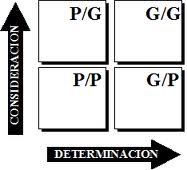 CONSIDERACION
P/G
G/G
P/P
G/P
DETERMINACION